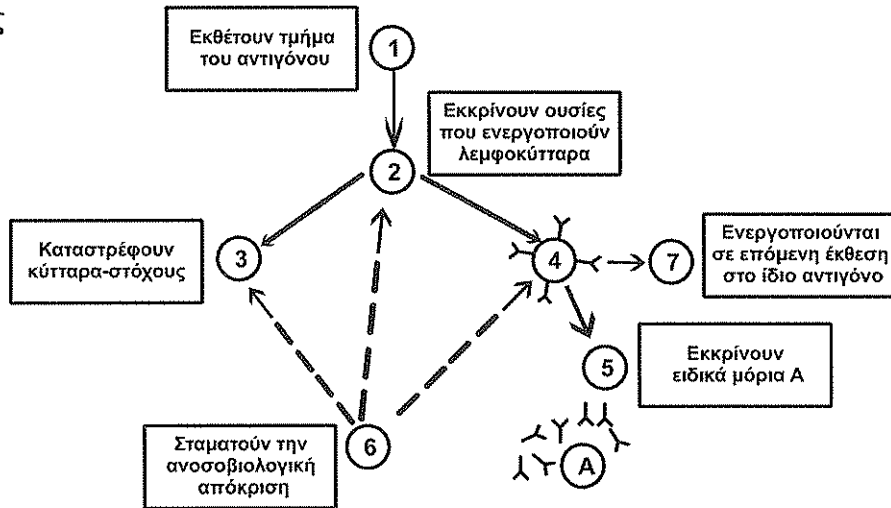 Εκθέτουν τμήμα
του αντιγόνου
1
Εκκρίνουν ουσίες
που ενεργοποιούν
λεμφοκύτταρα
2
Καταστρέφουν
κύτταρα-στόχους
3
4
7
Ενεργοποιούνται
σε επόμενη έκθεση
στο ίδιο αντιγόνο
5
Εκκρίνουν
ειδικά μόρια Α
Σταματούν την
ανοσοβιολογική
απόκριση
6
Α